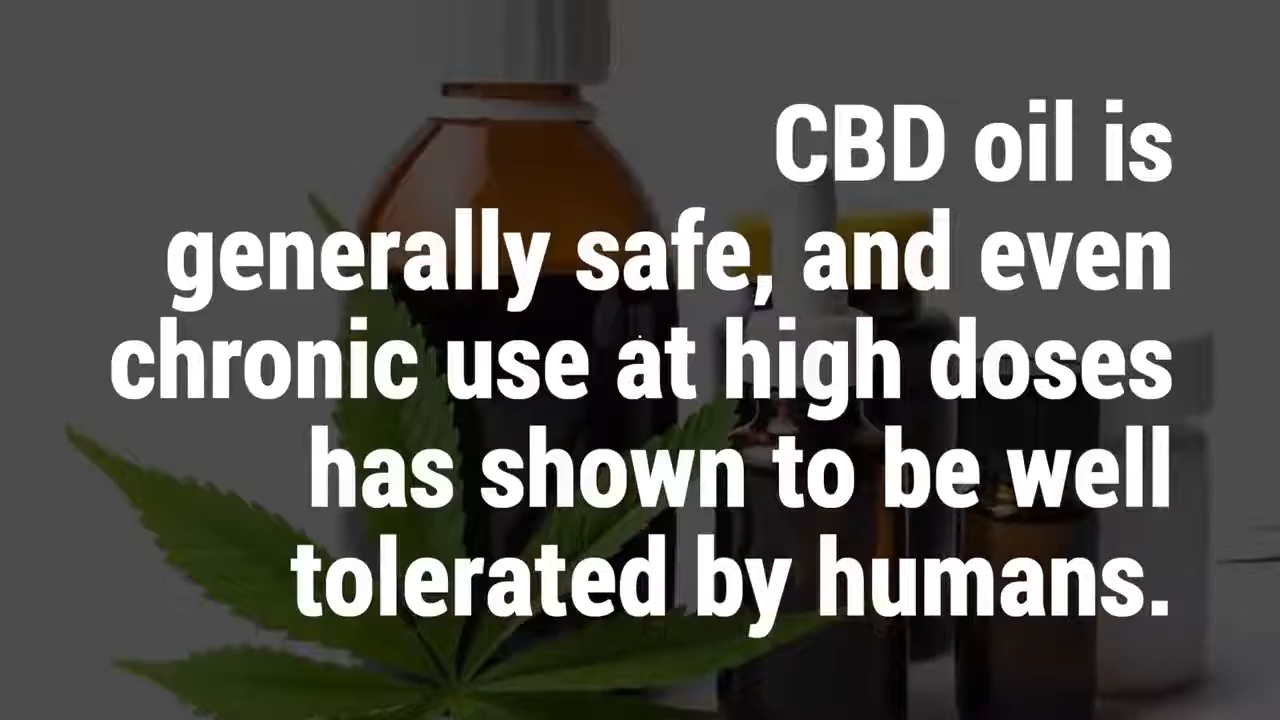 CBD oil is
generally safe, and even
chronic use at high doses
has shown to be well
tolerated by humans.